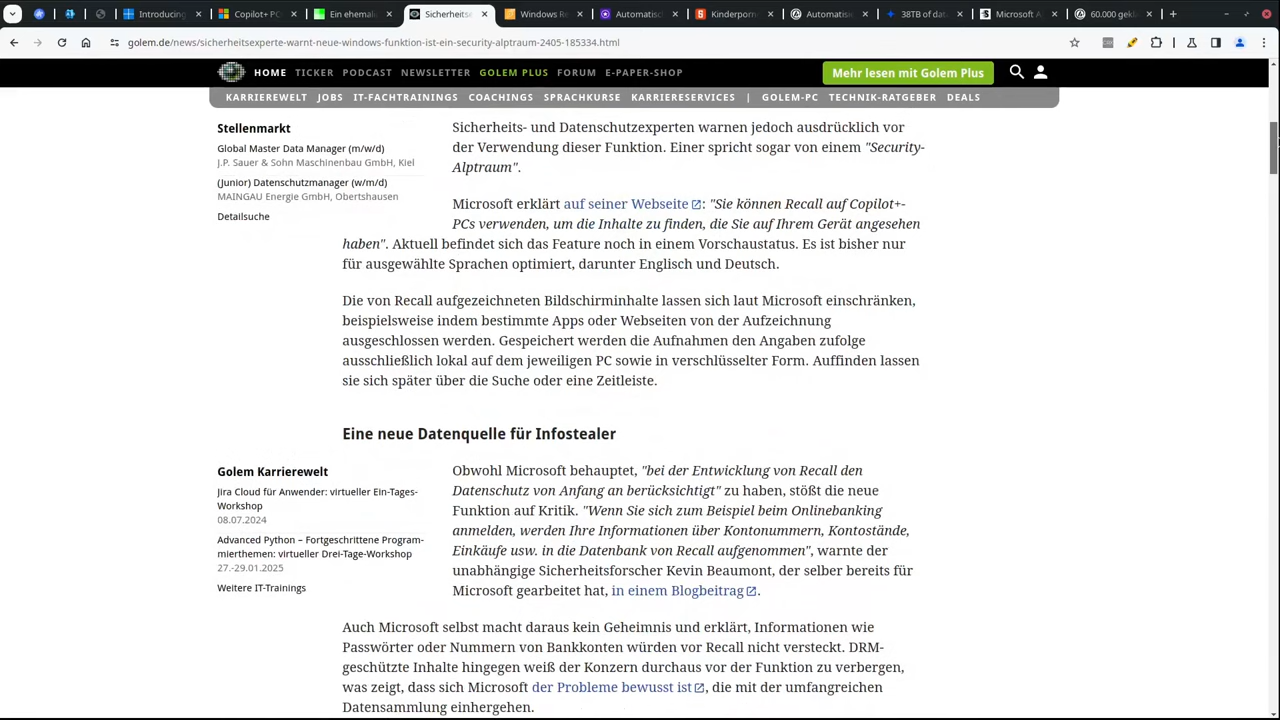 Introducing
Copilot+ PC
Ein ehemal
Sicherheits
Windows Re
Automatisc
Kinderporn
Automatise
38TB of dat
Microsoft A
60.000 gek
golem.de/news/sicherheitsexperte-warnt-neue-windows-funktion-ist-ein-security-alptraum-2405-185334.html
HOME TICKER PODCAST NEWSLETTER GOLEM PLUS FORUM E-PAPER-SHOP
Mehr lesen mit Golem Plus
KARRIEREWELT JOBS IT-FACHTRAININGS COACHINGS SPRACHKURSE KARRIERESERVICES | GOLEM-PC TECHNIK-RATGEBER DEALS
Stellenmarkt
Global Master Data Manager (m/w/d)
J.P. Sauer & Sohn Maschinenbau GmbH, Kiel
(Junior) Datenschutzmanager (w/m/d)
MAINGAU Energie GmbH, Obertshausen
Detailsuche
Sicherheits- und Datenschutzexperten warnen jedoch ausdrücklich vor
der Verwendung dieser Funktion. Einer spricht sogar von einem "Security-
Alptraum".
Microsoft erklärt auf seiner Webseite: "Sie können Recall auf Copilot+-
PCs verwenden, um die Inhalte zu finden, die Sie auf Ihrem Gerät angesehen
haben". Aktuell befindet sich das Feature noch in einem Vorschaustatus. Es ist bisher nur
für ausgewählte Sprachen optimiert, darunter Englisch und Deutsch.
Die von Recall aufgezeichneten Bildschirminhalte lassen sich laut Microsoft einschränken,
beispielsweise indem bestimmte Apps oder Webseiten von der Aufzeichnung
ausgeschlossen werden. Gespeichert werden die Aufnahmen den Angaben zufolge
ausschließlich lokal auf dem jeweiligen PC sowie in verschlüsselter Form. Auffinden lassen
sie sich später über die Suche oder eine Zeitleiste.
Eine neue Datenquelle für Infostealer
Golem Karrierewelt
Jira Cloud für Anwender: virtueller Ein-Tages-
Workshop
08.07.2024
Advanced Python – Fortgeschrittene Program-
mierthemen: virtueller Drei-Tage-Workshop
27.-29.01.2025
Weitere IT-Trainings
Obwohl Microsoft behauptet, "bei der Entwicklung von Recall den
Datenschutz von Anfang an berücksichtigt" zu haben, stößt die neue
Funktion auf Kritik. "Wenn Sie sich zum Beispiel beim Onlinebanking
anmelden, werden Ihre Informationen über Kontonummern, Kontostände,
Einkäufe usw. in die Datenbank von Recall aufgenommen", warnte der
unabhängige Sicherheitsforscher Kevin Beaumont, der selber bereits für
Microsoft gearbeitet hat, in einem Blogbeitrag.
Auch Microsoft selbst macht daraus kein Geheimnis und erklärt, Informationen wie
Passwörter oder Nummern von Bankkonten würden vor Recall nicht versteckt. DRM-
geschützte Inhalte hingegen weiß der Konzern durchaus vor der Funktion zu verbergen,
was zeigt, dass sich Microsoft der Probleme bewusst ist, die mit der umfangreichen
Datensammlung einhergehen.